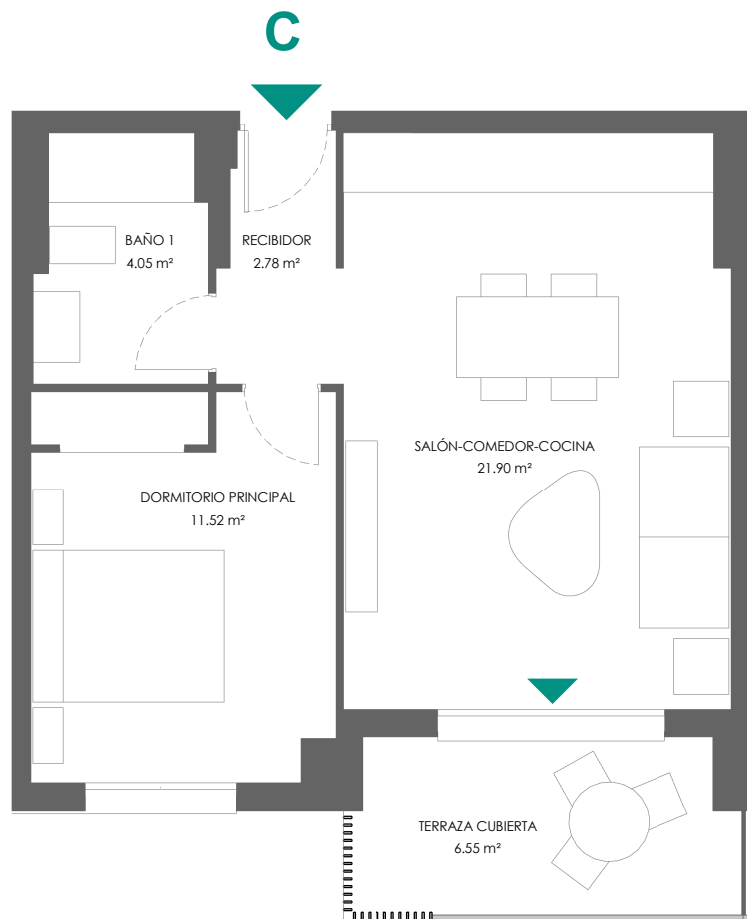 C
BAÑO 1
4.05 m²
RECIBIDOR
2.78 m²
SALÓN-COMEDOR-COCINA
21.90 m²
DORMITORIO PRINCIPAL
11.52 m²
TERRAZA CUBIERTA
6.55 m²